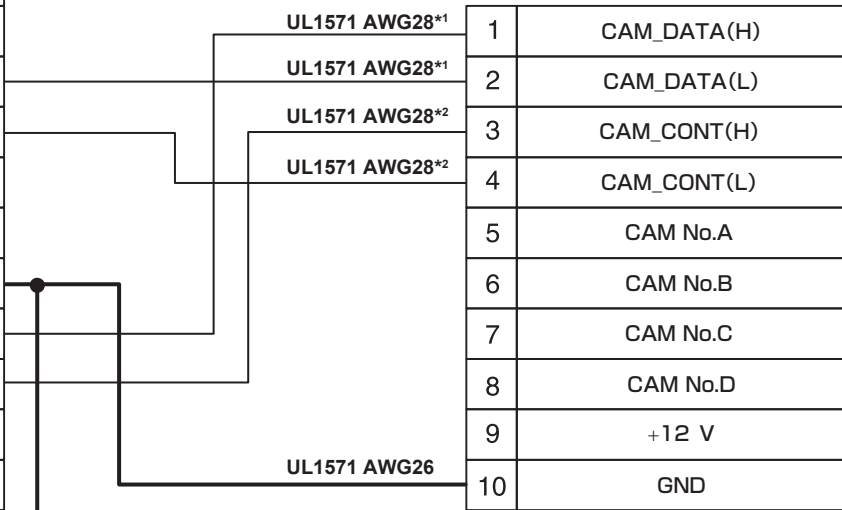 UL1571 AWG28*1 1 CAM_DATA(H)
UL1571 AWG28*1 2 CAM_DATA(L)
UL1571 AWG28*2 3 CAM_CONT(H)
UL1571 AWG28*2 4 CAM_CONT(L)
5 CAM No.A
6 CAM No.B
7 CAM No.C
8 CAM No.D
9 +12 V
UL1571 AWG26 10 GND